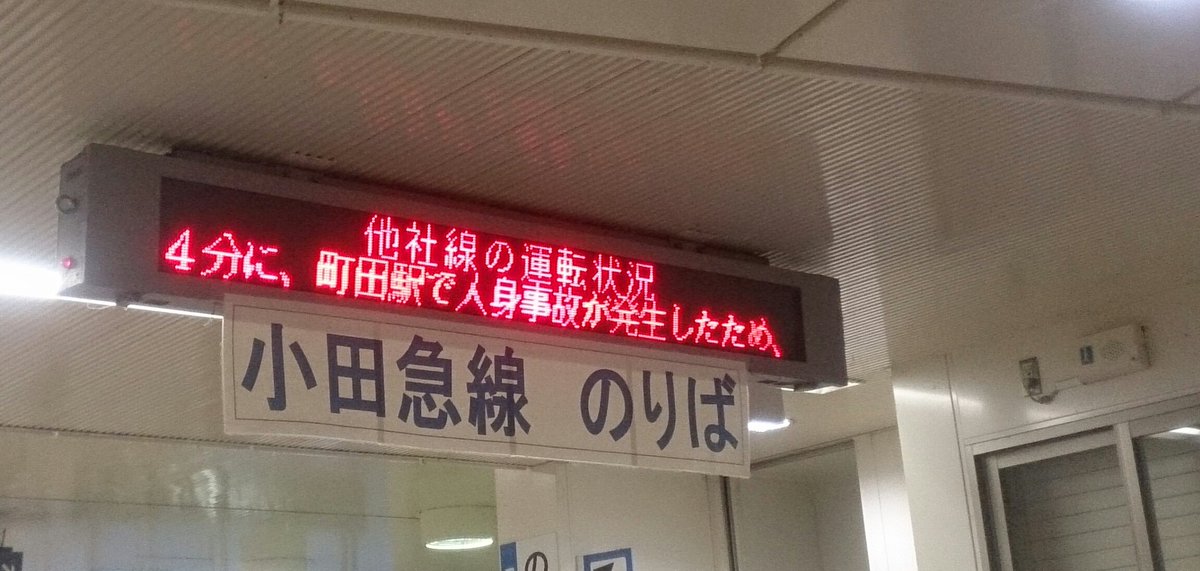 他社線の運転状況
4分に、町田駅で人身事故が発生したため、
小田急線 のりば
の